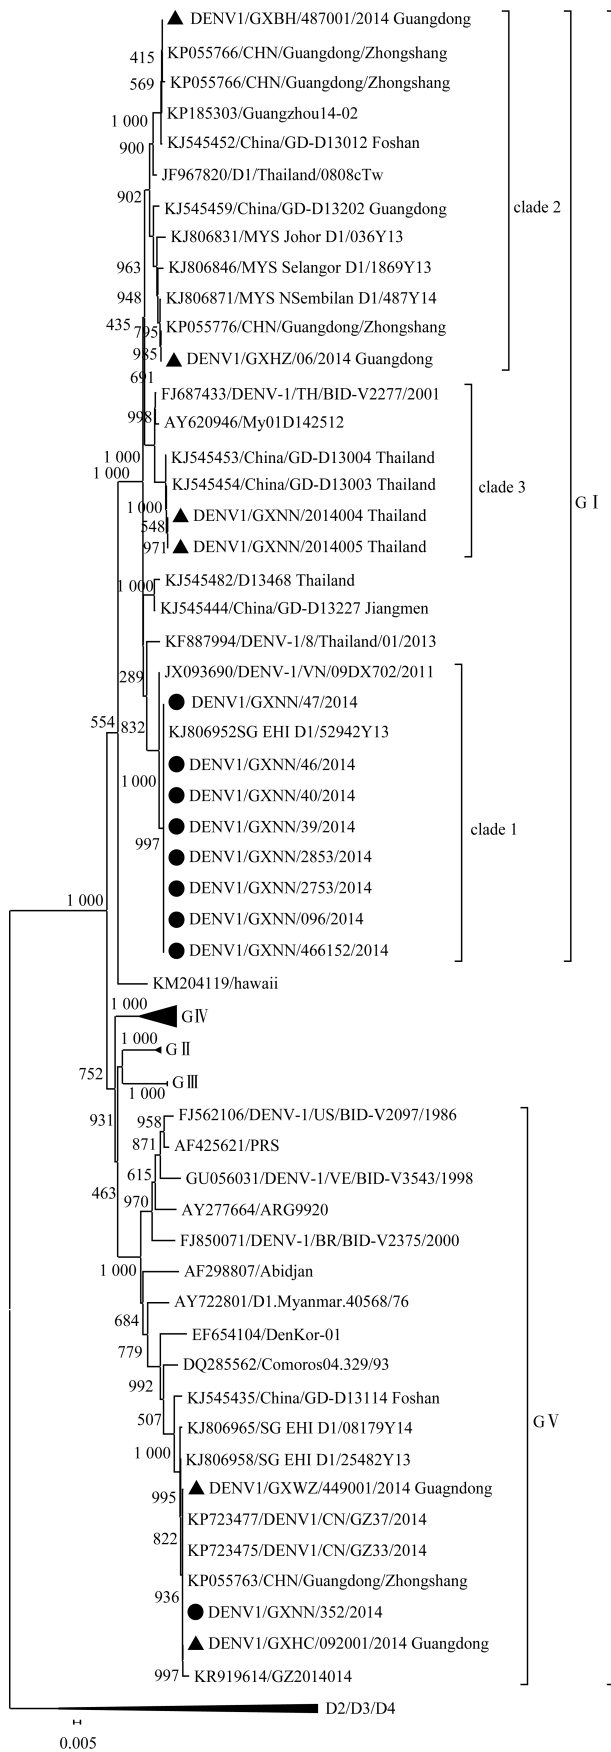 DENV1/GXBH/487001/2014 Guangdong
415
KP055766/CHN/Guangdong/Zhongshang
569
KP055766/CHN/Guangdong/Zhongshang
KP185303/Guangzhou14-02
1 000
KJ545452/China/GD-D13012 Foshan
900
JF967820/D1/Thailand/0808cTw
902
KJ545459/China/GD-D13202 Guangdong
clade 2
KJ806831/MYS Johor D1/036Y13
963
KJ806846/MYS Selangor D1/1869Y13
948
KJ806871/MYS NSembilan D1/487Y14
435
795
KP055776/CHN/Guangdong/Zhongshang
985
DENV1/GXHZ/06/2014 Guangdong
691
FJ687433/DENV-1/TH/BID-V2277/2001
998
AY620946/My01D142512
1 000
KJ545453/China/GD-D13004 Thailand
1 000
KJ545454/China/GD-D13003 Thailand
clade 3
GⅠ
1 000
DENV1/GXNN/2014004 Thailand
548
971
DENV1/GXNN/2014005 Thailand
KJ545482/D13468 Thailand
1 000
KJ545444/China/GD-D13227 Jiangmen
KF887994/DENV-1/8/Thailand/01/2013
289
JX093690/DENV-1/VN/09DX702/2011
DENV1/GXNN/47/2014
554
832
KJ806952SG EHI D1/52942Y13
DENV1/GXNN/46/2014
1 000
DENV1/GXNN/40/2014
DENV1/GXNN/39/2014
clade 1
997
DENV1/GXNN/2853/2014
DENV1/GXNN/2753/2014
1 000
DENV1/GXNN/096/2014
DENV1/GXNN/466152/2014
KM204119/hawaii
1 000
GⅣ
1 000
GⅡ
752
GⅢ
1 000
931
958
FJ562106/DENV-1/US/BID-V2097/1986
871
AF425621/PRS
615
GU056031/DENV-1/VE/BID-V3543/1998
463
970
AY277664/ARG9920
FJ850071/DENV-1/BR/BID-V2375/2000
1 000
AF298807/Abidjan
AY722801/D1.Myanmar.40568/76
684
EF654104/DenKor-01
779
DQ285562/Comoros04.329/93
992
KJ545435/China/GD-D13114 Foshan
507
KJ806965/SG EHI D1/08179Y14
GⅤ
1 000
KJ806958/SG EHI D1/25482Y13
DENV1/GXWZ/449001/2014 Guagndong
995
KP723477/DENV1/CN/GZ37/2014
822
KP723475/DENV1/CN/GZ33/2014
KP055763/CHN/Guangdong/Zhongshang
936
DENV1/GXNN/352/2014
DENV1/GXHC/092001/2014 Guangdong
997
KR919614/GZ2014014
D2/D3/D4
0.005